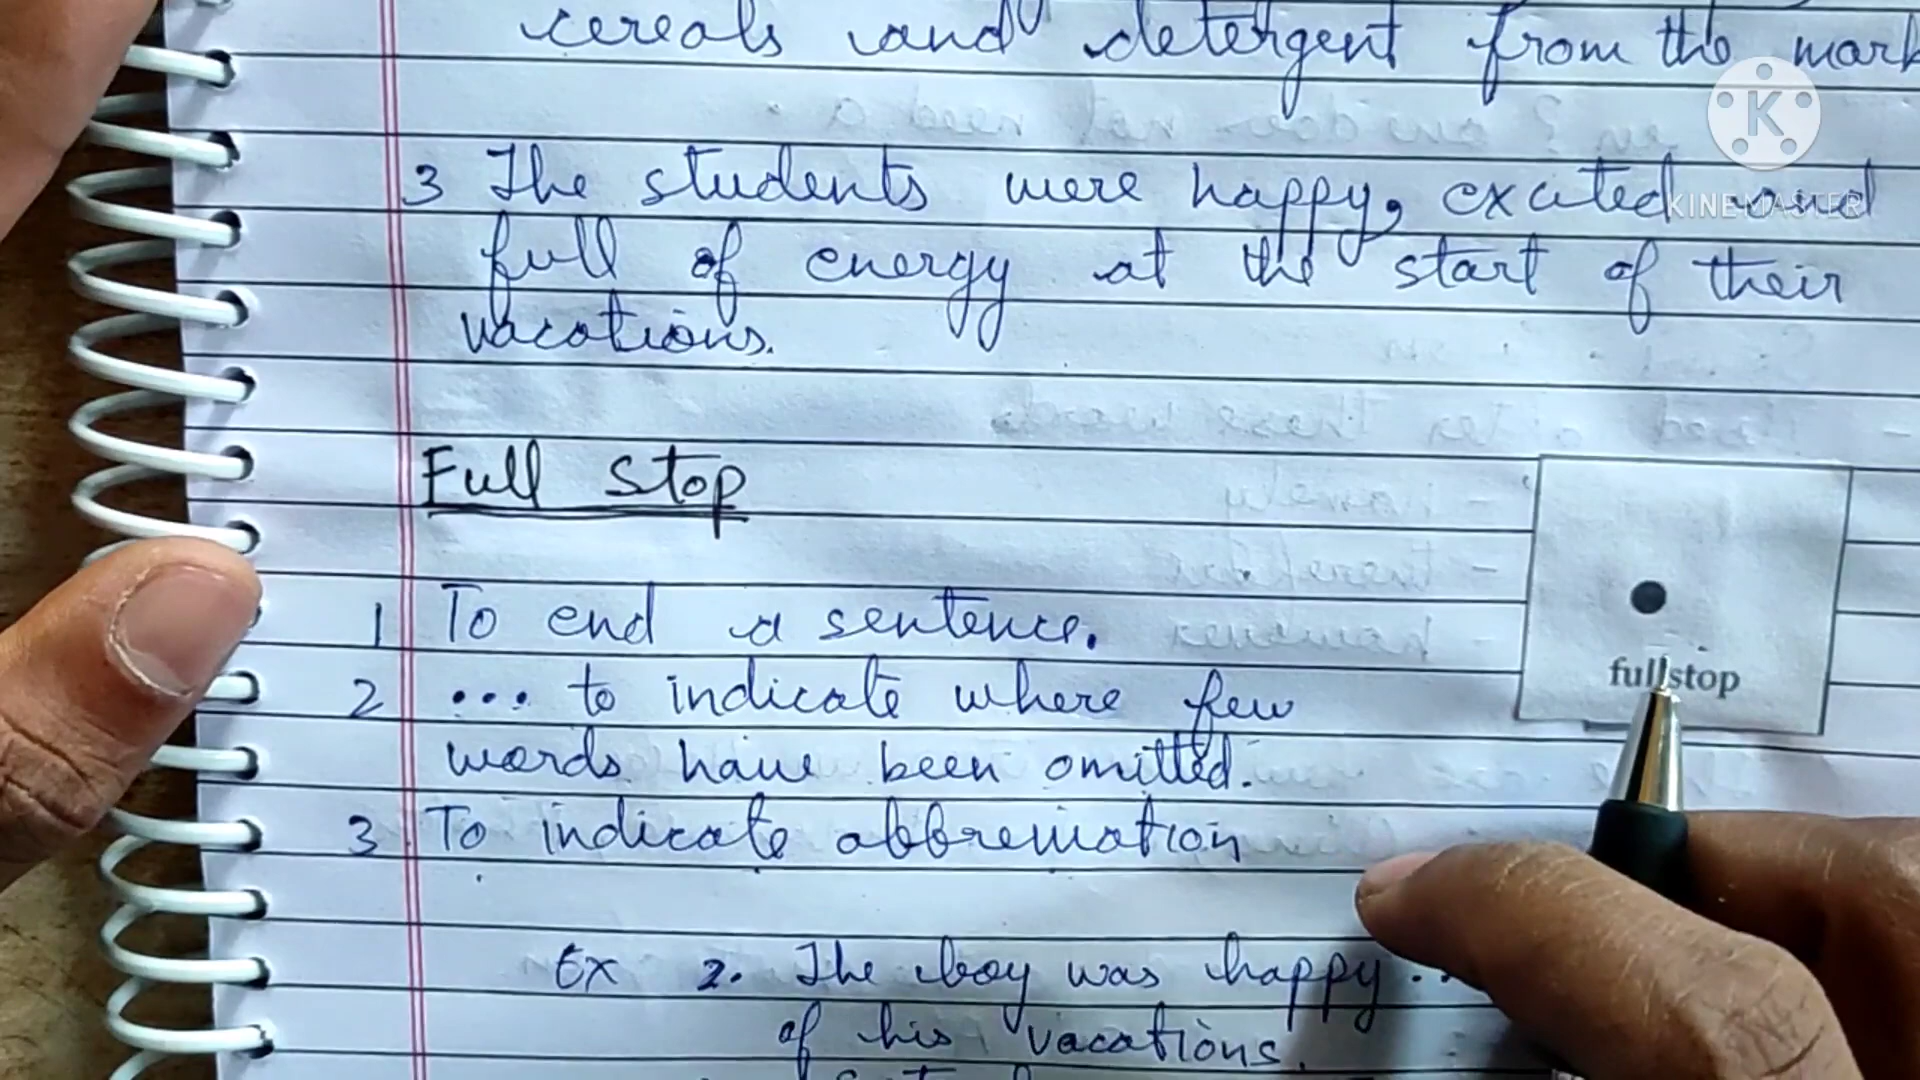 cereals and detergent from the mark
3 The students were happy, excited and
full of energy at the start of their
vacations.
Full Stop
1 To end a sentence.
2 ... to indicate where few
words have been omitted.
3 To indicate abbreviation
Ex 2. The boy was happy ..
of his vacations.
fullstop
K
KINEMASTER